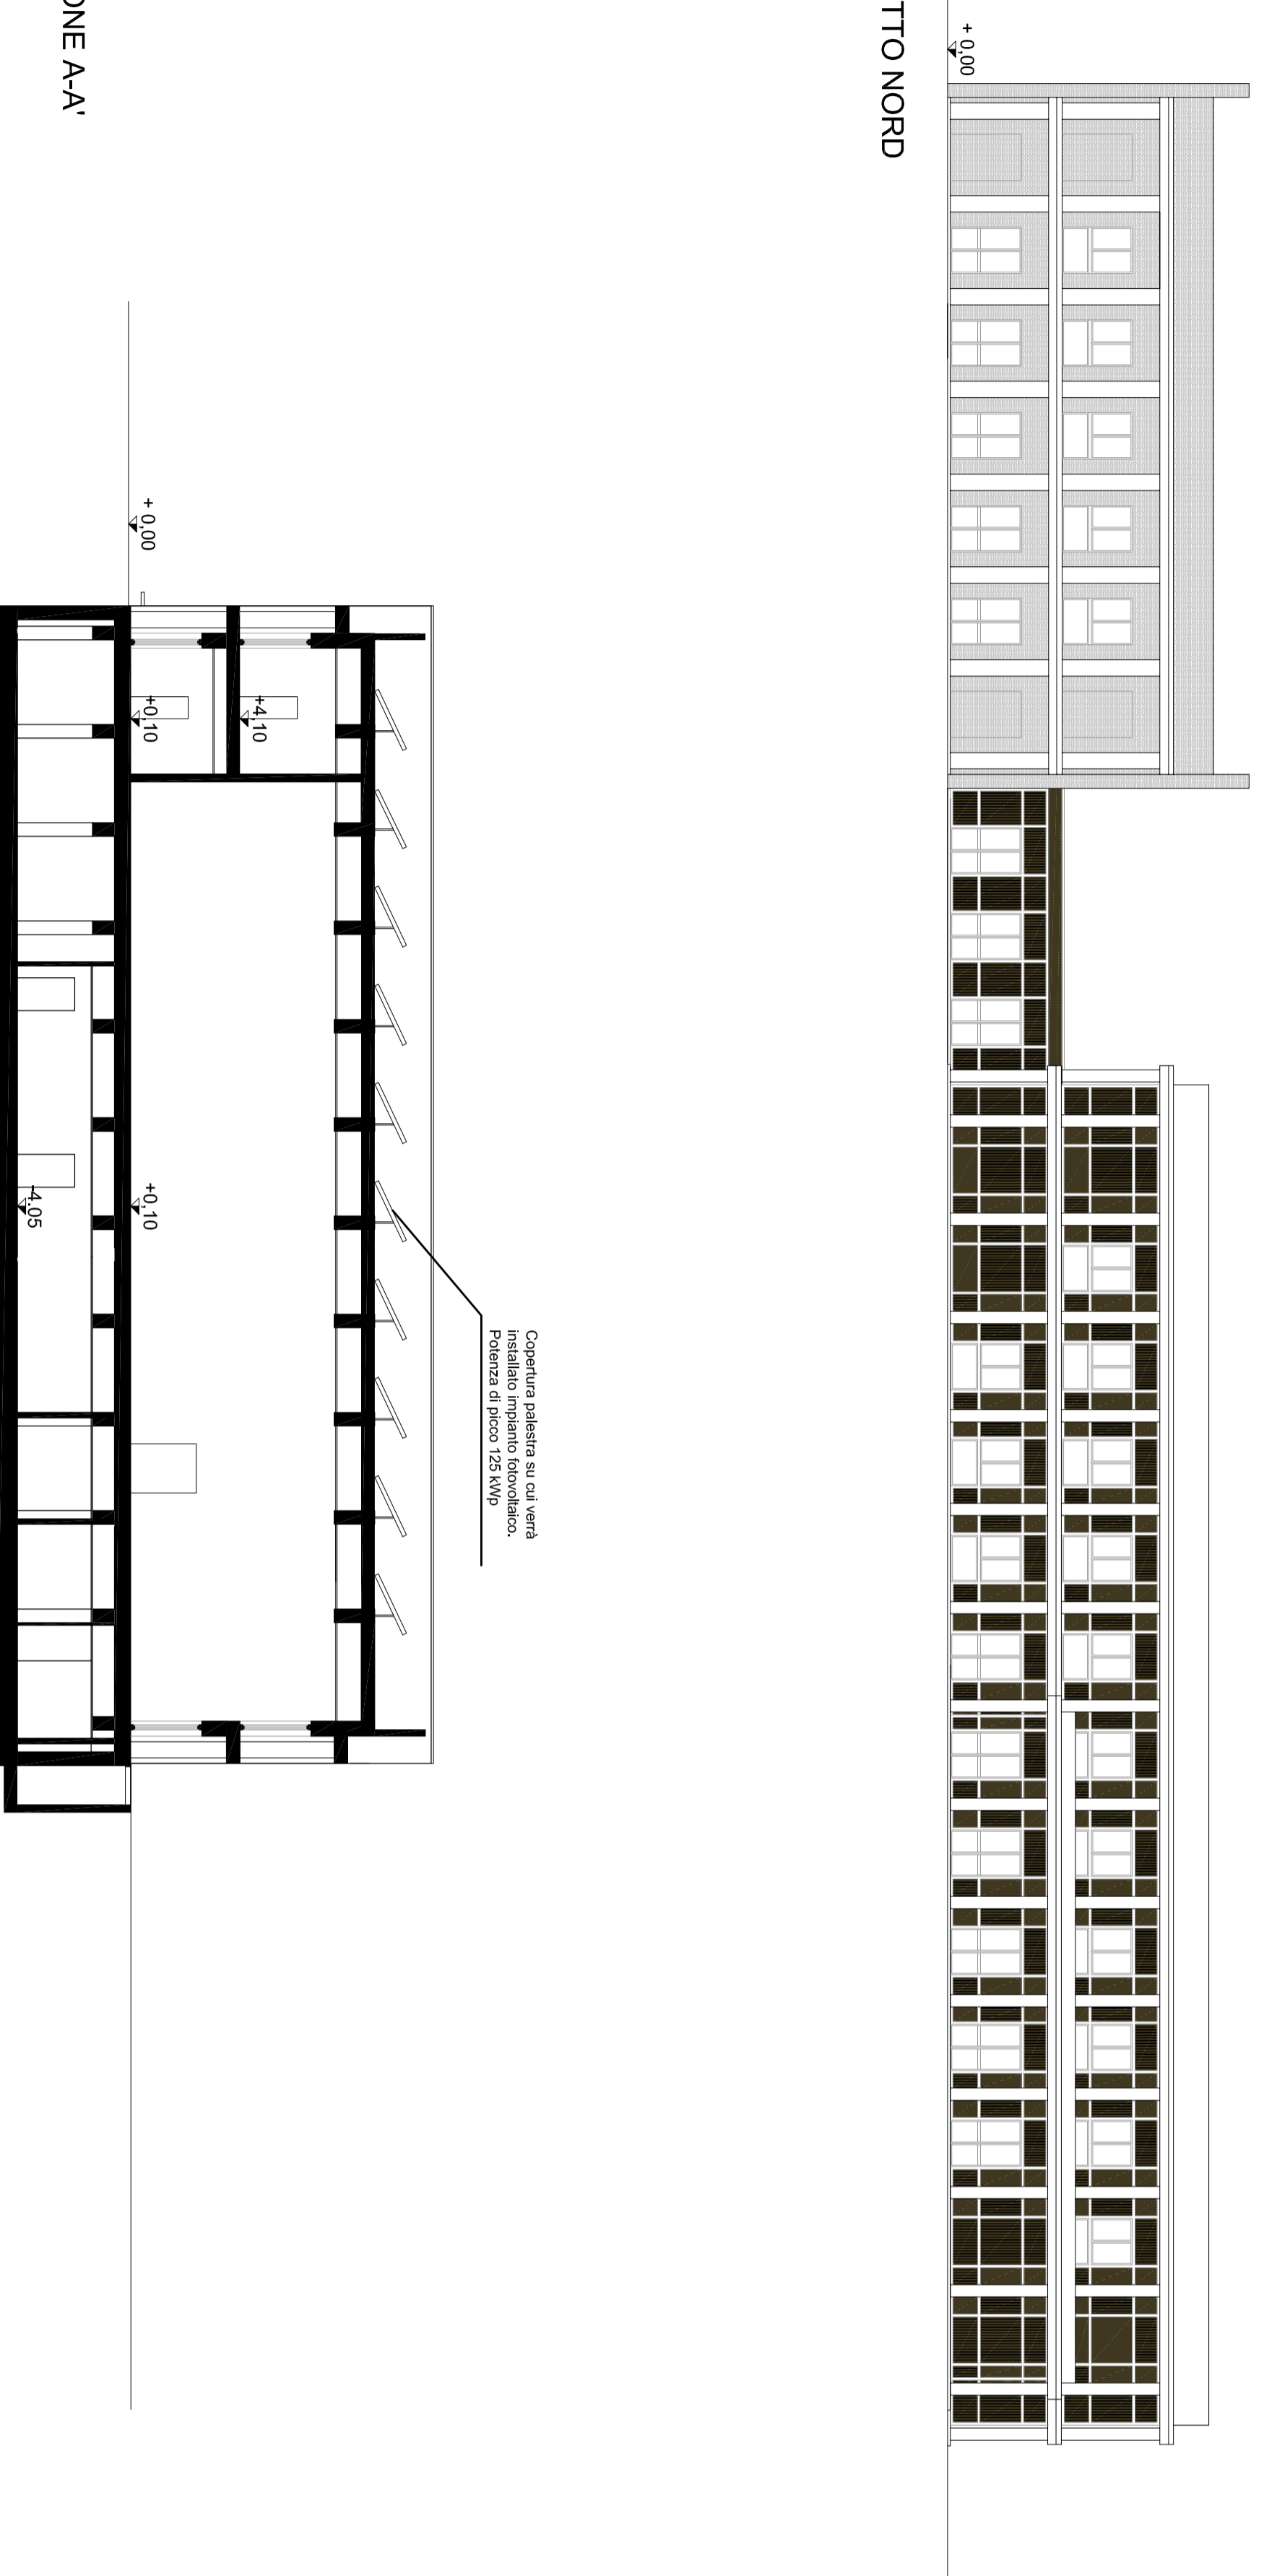 + 0,00
TTO NORD
Copertura palestra su cui verrà
installato impianto fotovoltaico.
Potenza di picco 125 kWp
+ 0,00
+4,10
+0,10
+0,10
-4.05
ONE A-A'